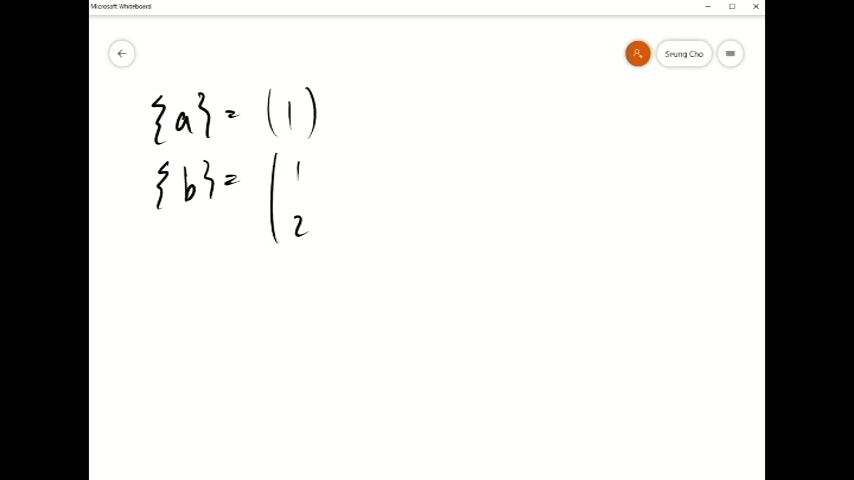 Microsoft Whiteboard
Seung Cho
{a} = (1)
{b} = (1
2